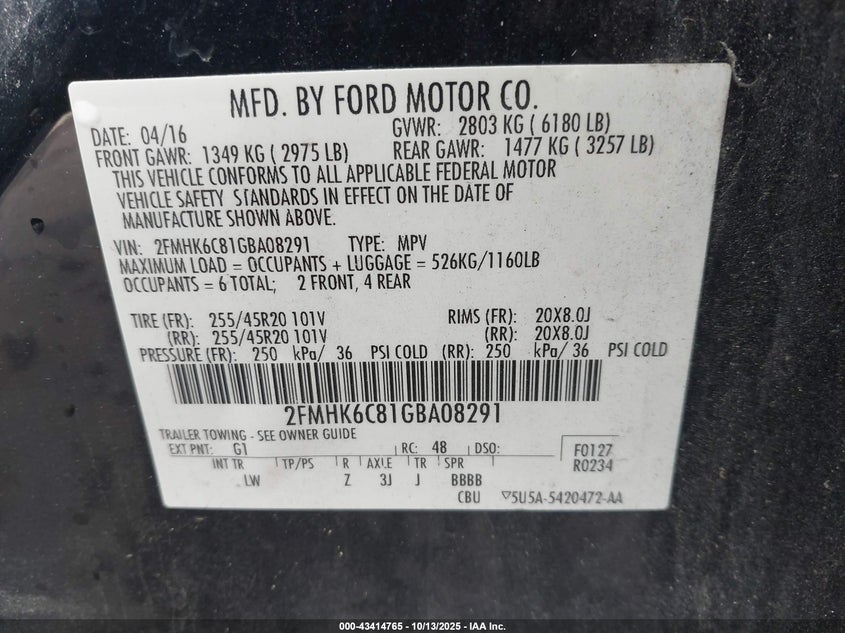 MFD. BY FORD MOTOR CO.
DATE: 04/16 GVWR: 2803 KG ( 6180 LB)
FRONT GAWR: 1349 KG ( 2975 LB) REAR GAWR: 1477 KG ( 3257 LB)
THIS VEHICLE CONFORMS TO ALL APPLICABLE FEDERAL MOTOR
VEHICLE SAFETY STANDARDS IN EFFECT ON THE DATE OF
MANUFACTURE SHOWN ABOVE.
VIN: 2FMHK6C81GBA08291 TYPE: MPV
MAXIMUM LOAD = OCCUPANTS + LUGGAGE = 526KG/1160LB
OCCUPANTS = 6 TOTAL; 2 FRONT, 4 REAR
TIRE (FR): 255/45R20 101V RIMS (FR): 20X8.0J
(RR): 255/45R20 101V (RR): 20X8.0J
PRESSURE (FR): 250 kPa/ 36 PSI COLD (RR): 250 kPa/ 36 PSI COLD
2FMHK6C81GBA08291
TRAILER TOWING - SEE OWNER GUIDE
EXT PNT: G1 RC: 48 DSO: F0127
INT TR TP/PS R AXLE TR SPR R0234
LW Z 3J J BBBB
CBU 5U5A-5420472-AA
000-43414765 - 10/13/2025 - IAA Inc.